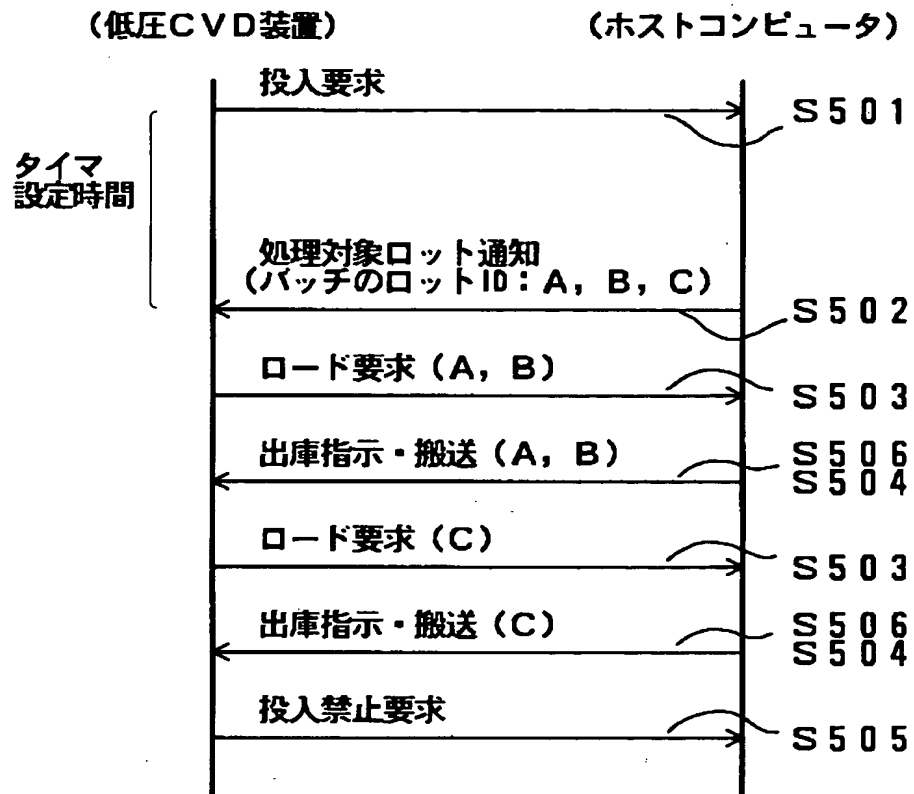 (低圧CVD装置)
(ホストコンピュータ)
投入要求
S501
タイマ
設定時間
処理対象ロット通知
(バッチのロットID:A,B,C)
S502
ロード要求(A,B)
S503
出庫指示・搬送(A,B)
S506
S504
ロード要求(C)
S503
出庫指示・搬送(C)
S506
S504
投入禁止要求
S505